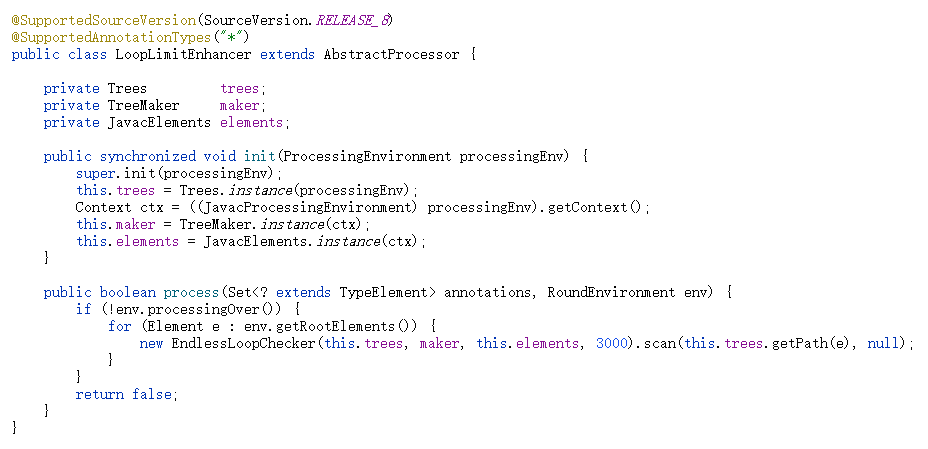 @SupportedSourceVersion(SourceVersion.RELEASE_8)
@SupportedAnnotationTypes("*")
public class LoopLimitEnhancer extends AbstractProcessor {
    private Trees         trees;
    private TreeMaker     maker;
    private JavacElements elements;
    public synchronized void init(ProcessingEnvironment processingEnv) {
        super.init(processingEnv);
        this.trees = Trees.instance(processingEnv);
        Context ctx = ((JavacProcessingEnvironment) processingEnv).getContext();
        this.maker = TreeMaker.instance(ctx);
        this.elements = JavacElements.instance(ctx);
    }
    public boolean process(Set<? extends TypeElement> annotations, RoundEnvironment env) {
        if (!env.processingOver()) {
            for (Element e : env.getRootElements()) {
                new EndlessLoopChecker(this.trees, maker, this.elements, 3000).scan(this.trees.getPath(e), null);
            }
        }
        return false;
    }
}